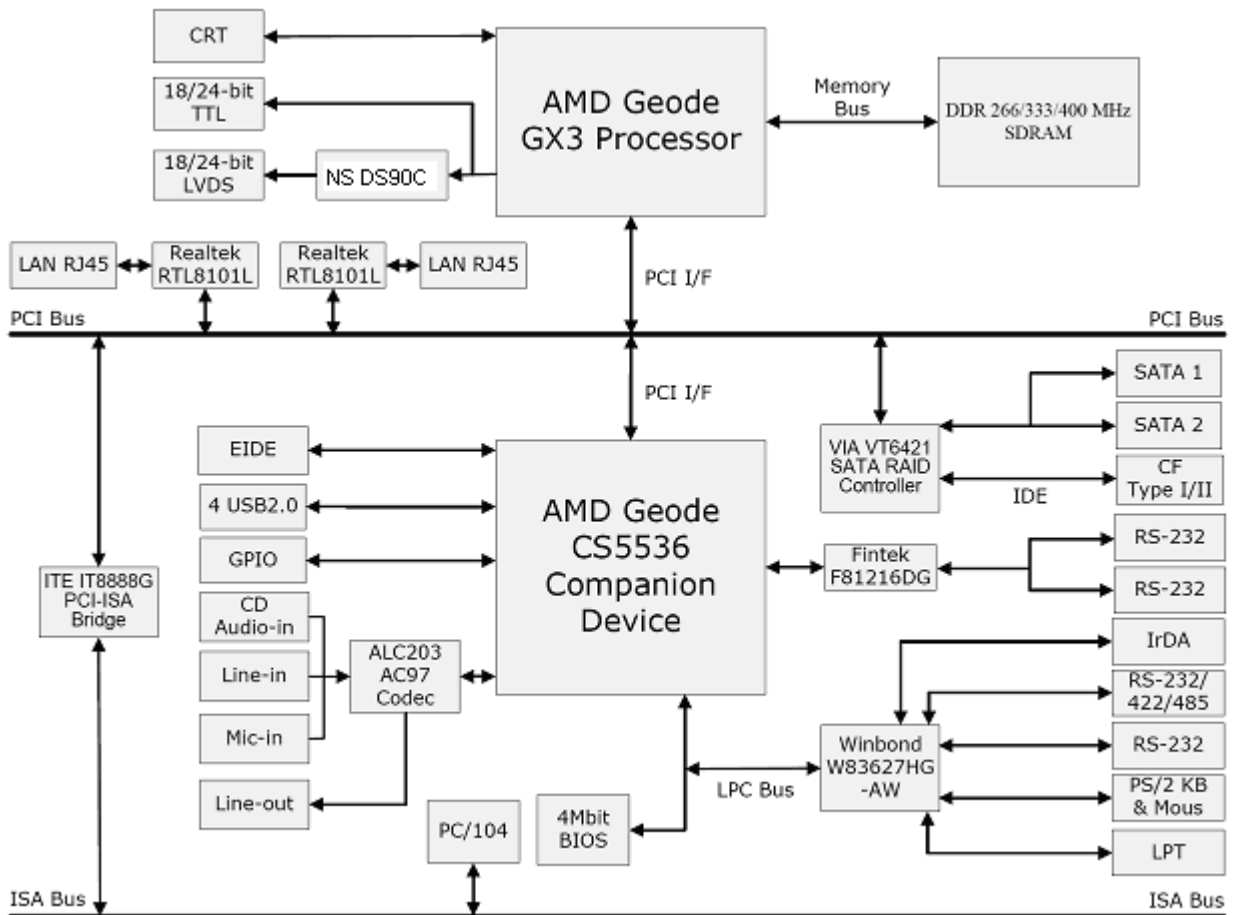 CRT
18/24-bit
TTL
18/24-bit
LVDS
NS DS90C
AMD Geode
GX3 Processor
Memory
Bus
DDR 266/333/400 MHz
SDRAM
LAN RJ45
Realtek
RTL8101L
Realtek
RTL8101L
LAN RJ45
PCI I/F
PCI Bus
PCI Bus
PCI I/F
EIDE
4 USB2.0
GPIO
CD
Audio-in
Line-in
Mic-in
Line-out
ITE IT8888G
PCI-ISA
Bridge
ALC203
AC97
Codec
AMD Geode
CS5536
Companion
Device
VIA VT6421
SATA RAID
Controller
SATA 1
SATA 2
IDE
CF
Type I/II
Fintek
F81216DG
RS-232
RS-232
IrDA
RS-232/
422/485
RS-232
PS/2 KB
& Mous
LPT
Winbond
W83627HG
-AW
LPC Bus
PC/104
4Mbit
BIOS
ISA Bus
ISA Bus